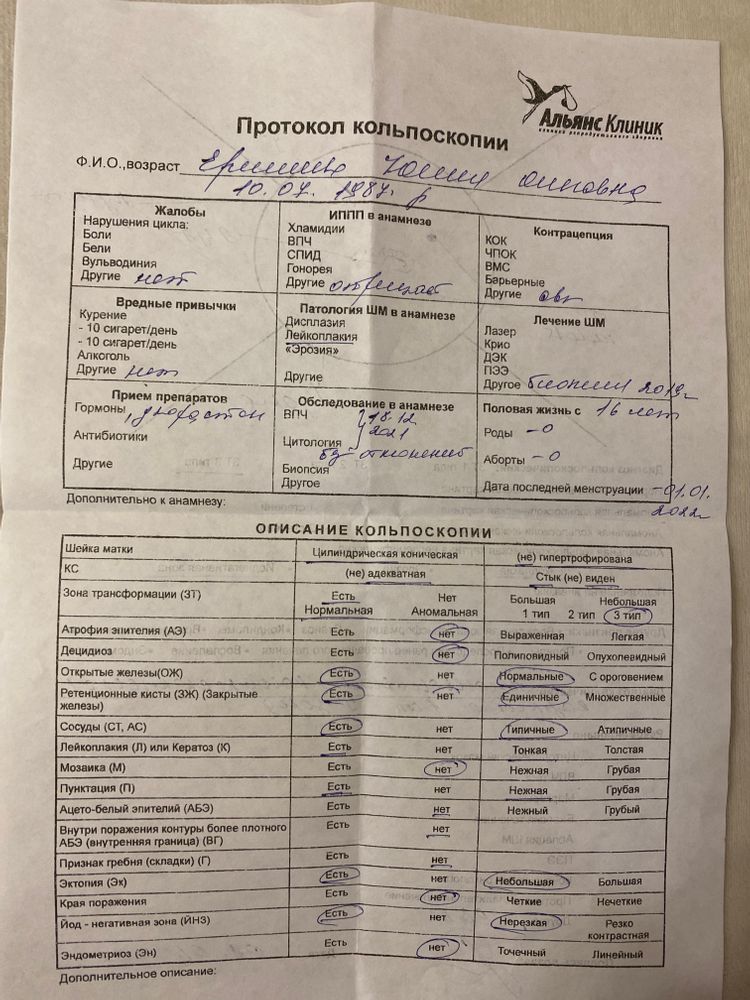 Альянс Клиник
клиника репродуктивного здоровья
Протокол кольпоскопии
Ф.И.О.,возраст
10.07.1987г.р
Жалобы
Нарушения цикла:
Боли
Бели
Вульводиния
Другие нет
ИППП в анамнезе
Хламидии
ВПЧ
СПИД
Гонорея
Другие отрицает
Контрацепция
КОК
ЧПОК
ВМС
Барьерные
Другие
Вредные привычки
Курение
- 10 сигарет/день
- 10 сигарет/день
Алкоголь
Другие нет
Патология ШМ в анамнезе
Дисплазия
Лейкоплакия
«Эрозия»
Другие
Лечение ШМ
Лазер
Крио
ДЭК
ПЭЭ
Другое биопсии 2019г
Прием препаратов
Гормоны, дюфастон
Антибиотики
Другие
Обследование в анамнезе
ВПЧ 18.12
2021
Цитология
без отклонений
Биопсия
Другое
Половая жизнь с 16 лет
Роды -0
Аборты -0
Дата последней менструации -01.01.
2022г
Дополнительно к анамнезу:
ОПИСАНИЕ КОЛЬПОСКОПИИ
Шейка матки Цилиндрическая коническая (не) гипертрофирована
КС (не) адекватная Стык (не) виден
Зона трансформации (ЗТ) Есть Нет Большая Небольшая
Нормальная Аномальная 1 тип 2 тип 3 тип
Атрофия эпителия (АЭ) Есть нет Выраженная Легкая
Децидиоз Есть нет Полиповидный Опухолевидный
Открытые железы(ОЖ) Есть нет Нормальные С ороговением
Ретенционные кисты (ЗЖ) (Закрытые Есть нет Единичные Множественные
железы)
Сосуды (СТ, АС) Есть нет Типичные Атипичные
Лейкоплакия (Л) или Кератоз (К) Есть нет Тонкая Толстая
Мозаика (М) Есть нет Нежная Грубая
Пунктация (П) Есть нет Нежная Грубая
Ацето-белый эпителий (АБЭ) Есть нет Нежный Грубый
Внутри поражения контуры более плотного Есть нет
АБЭ (внутренняя граница) (ВГ)
Признак гребня (складки) (Г) Есть нет
Эктопия (Эк) Есть нет Небольшая Большая
Края поражения Есть нет Четкие Нечеткие
Йод - негативная зона (ЙНЗ) Есть нет Нерезкая Резко
контрастная
Эндометриоз (Эн) Есть нет Точечный Линейный
Дополнительное описание: